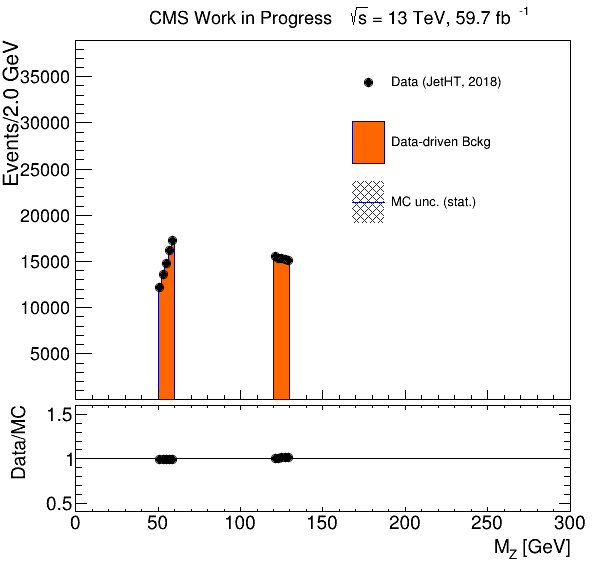 CMS Work in Progress √s = 13 TeV, 59.7 fb⁻¹
Events/2.0 GeV
35000
30000
25000
20000
15000
10000
5000
Data (JetHT, 2018)
Data-driven Bckg
MC unc. (stat.)
Data/MC
1.5
1
0.5
0 50 100 150 200 250 300
M_Z [GeV]